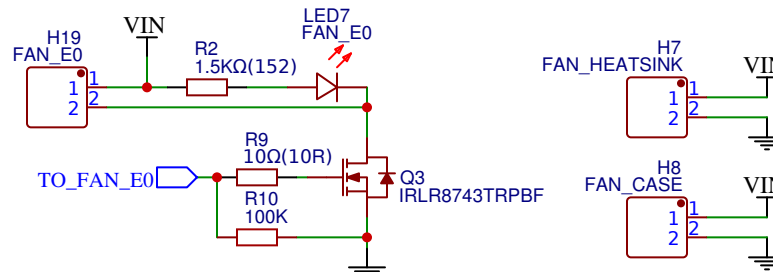 LED7
FAN_E0
H19
FAN_E0
VIN
R2
1.5KΩ(152)
1
2
1
2
H7
FAN_HEATSINK
VIN
1
2
1
2
R9
10Ω(10R)
TO_FAN_E0
Q3
IRLR8743TRPBF
R10
100K
H8
FAN_CASE
VIN
1
2
1
2